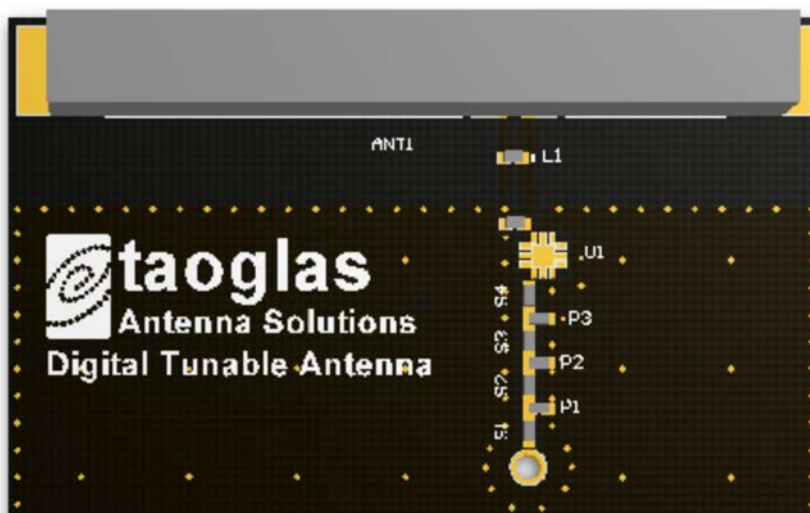 ANT1
L1
taoglas
Antenna Solutions
Digital Tunable Antenna
U1
S4
P3
S3
P2
S2
P1
S1